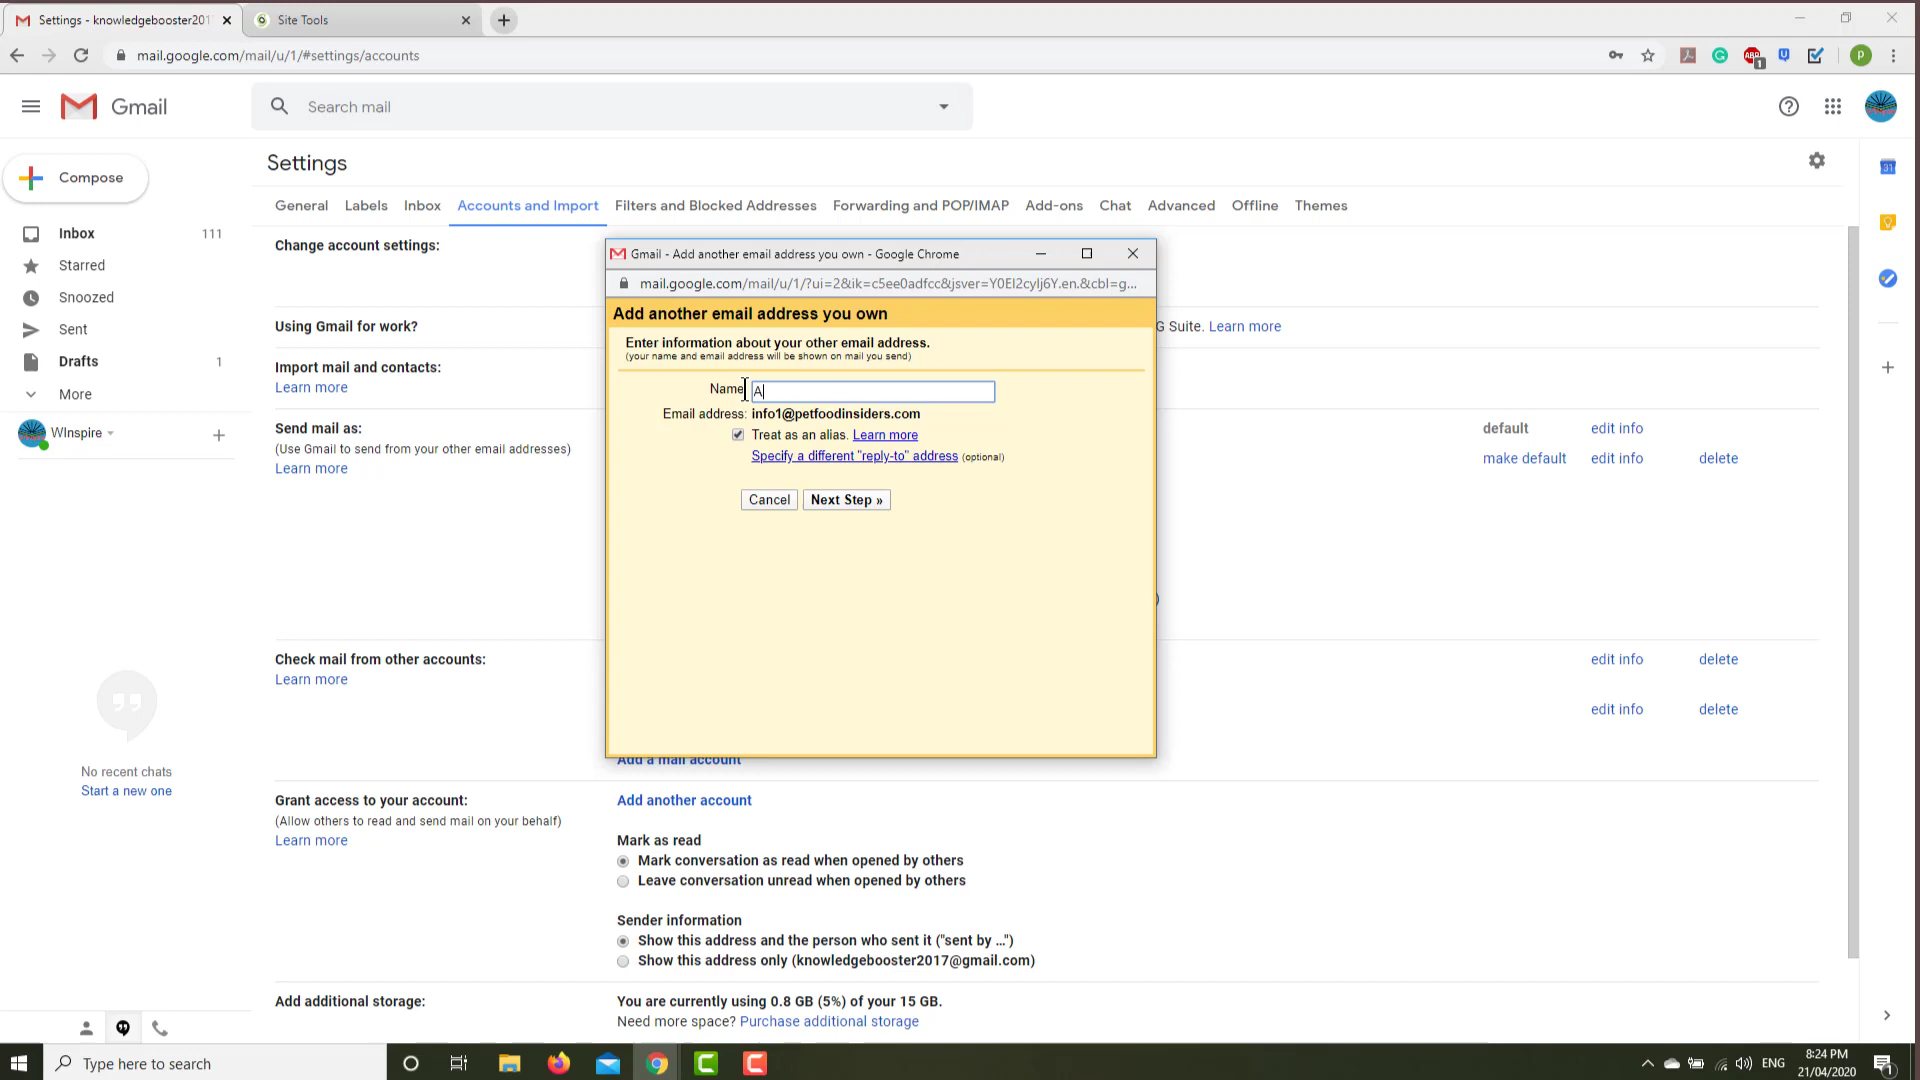 Settings - knowledgebooster201
Site Tools
mail.google.com/mail/u/1/#settings/accounts
ABP
1
P
Gmail
Search mail
Compose
Settings
31
General Labels Inbox Accounts and Import Filters and Blocked Addresses Forwarding and POP/IMAP Add-ons Chat Advanced Offline Themes
Inbox 111
Starred
Snoozed
Sent
Drafts 1
More
WInspire
No recent chats
Start a new one
Change account settings:
Using Gmail for work?
G Suite. Learn more
Import mail and contacts:
Learn more
Send mail as:
(Use Gmail to send from your other email addresses)
Learn more
default edit info
make default edit info delete
)
Gmail - Add another email address you own - Google Chrome
Add another email address you own
Enter information about your other email address.
(your name and email address will be shown on mail you send)
Name A
Email address: info1@petfoodinsiders.com
Treat as an alias. Learn more
Specify a different "reply-to" address (optional)
Cancel Next Step »
Check mail from other accounts:
Learn more
edit info delete
edit info delete
Add a mail account
Grant access to your account:
(Allow others to read and send mail on your behalf)
Learn more
Add another account
Mark as read
Mark conversation as read when opened by others
Leave conversation unread when opened by others
Sender information
Show this address and the person who sent it ("sent by ...")
Show this address only (knowledgebooster2017@gmail.com)
Add additional storage:
You are currently using 0.8 GB (5%) of your 15 GB.
Need more space? Purchase additional storage
Type here to search
ENG
8:24 PM
21/04/2020
1